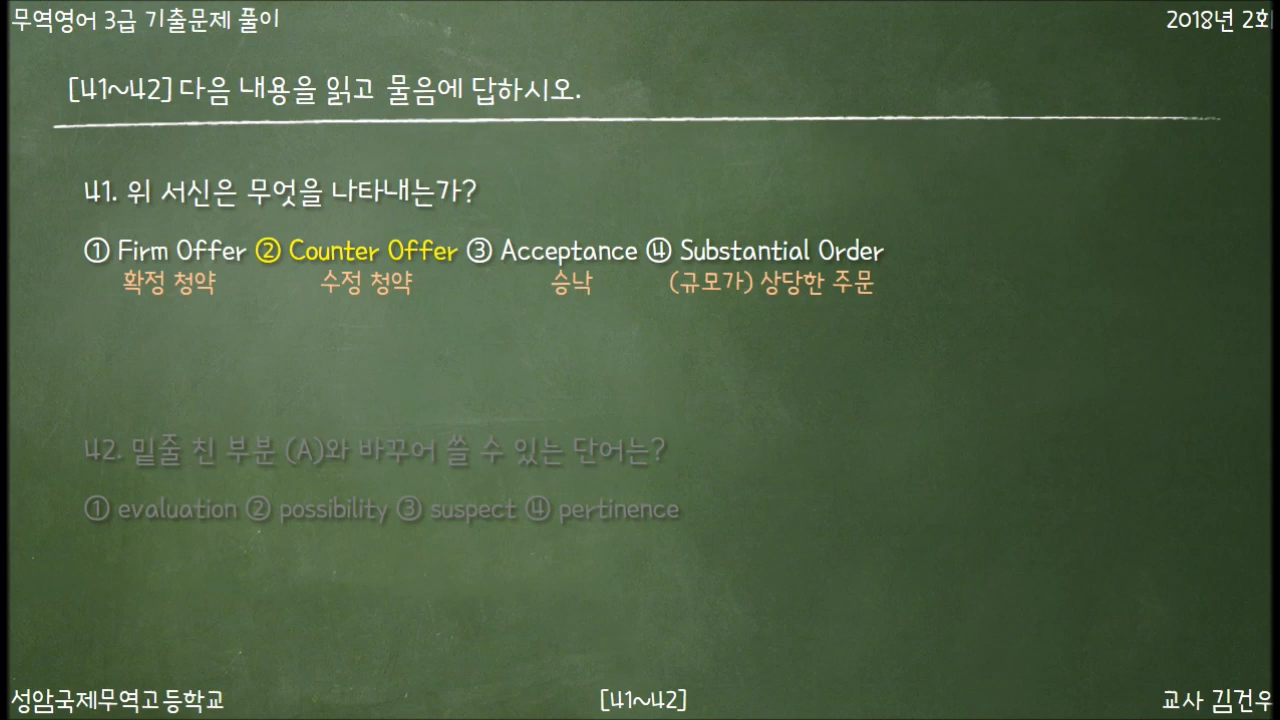 무역영어 3급 기출문제 풀이
2018년 2회
[41~42] 다음 내용을 읽고 물음에 답하시오.
41. 위 서신은 무엇을 나타내는가?
① Firm Offer ② Counter Offer ③ Acceptance ④ Substantial Order
확정 청약 수정 청약 승낙 (규모가) 상당한 주문
42. 밑줄 친 부분 (A)와 바꾸어 쓸 수 있는 단어는?
① evaluation ② possibility ③ suspect ④ pertinence
성암국제무역고등학교
[41~42]
교사 김건우